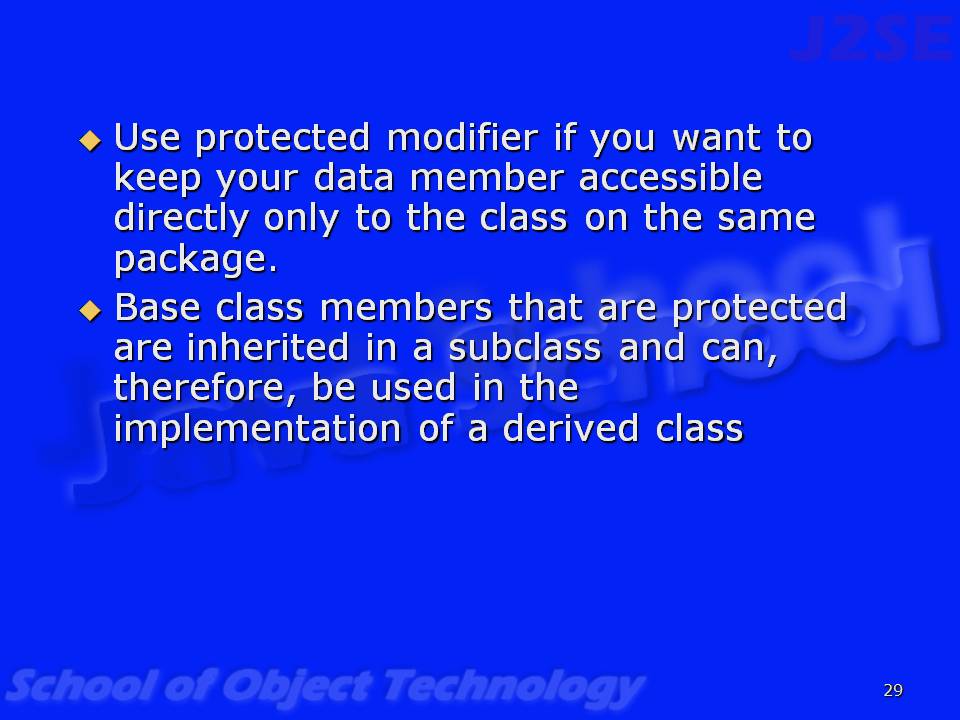 J2SE
Use protected modifier if you want to
keep your data member accessible
directly only to the class on the same
package.
Base class members that are protected
are inherited in a subclass and can,
therefore, be used in the
implementation of a derived class
Java School
School of Object Technology
29